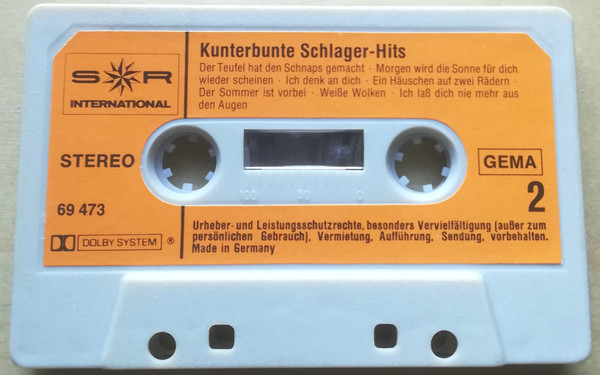 Kunterbunte Schlager-Hits
Der Teufel hat den Schnaps gemacht · Morgen wird die Sonne für dich
wieder scheinen · Ich denk an dich · Ein Häuschen auf zwei Rädern ·
Der Sommer ist vorbei · Weiße Wolken · Ich laß dich nie mehr aus
den Augen
S R
INTERNATIONAL
STEREO
GEMA
2
69 473
100 50 0
DOLBY SYSTEM ®
Urheber- und Leistungsschutzrechte, besonders Vervielfältigung (außer zum
persönlichen Gebrauch), Vermietung, Aufführung, Sendung, vorbehalten.
Made in Germany